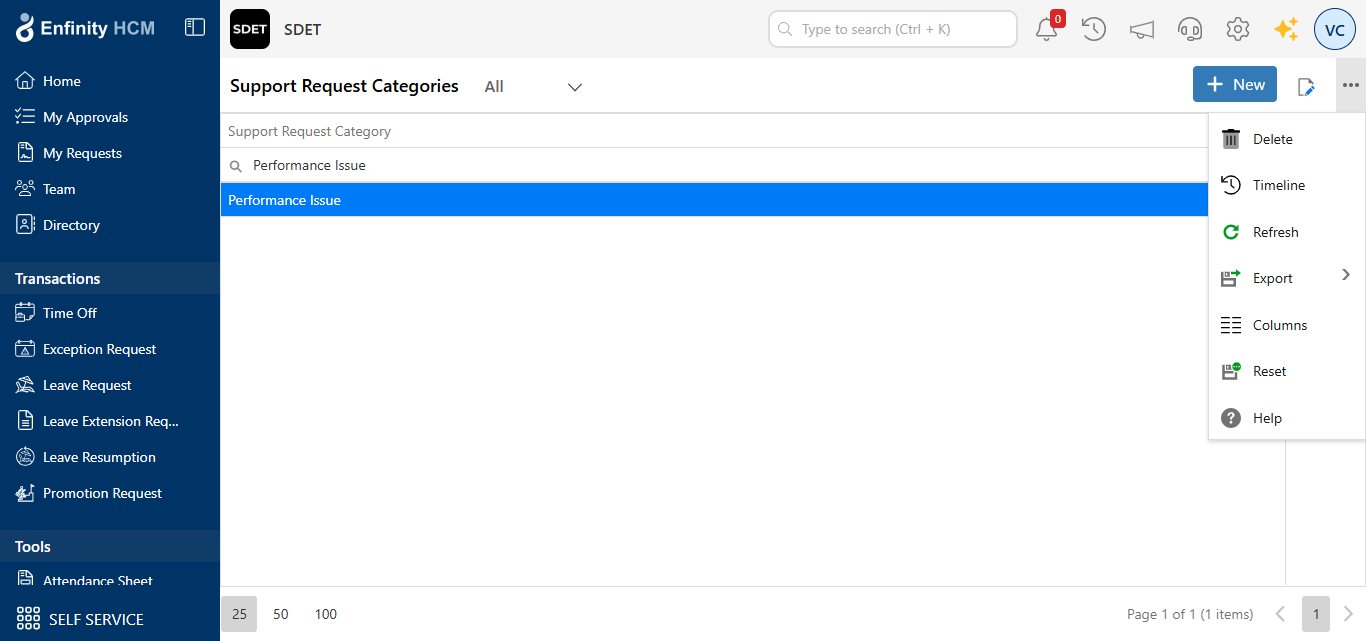 Enfinity HCM
SDET
SDET
Type to search (Ctrl + K)
0
VC
Home
My Approvals
My Requests
Team
Directory
Transactions
Time Off
Exception Request
Leave Request
Leave Extension Req...
Leave Resumption
Promotion Request
Tools
Attendance Sheet
SELF SERVICE
Support Request Categories
All
New
Support Request Category
Performance Issue
Performance Issue
Delete
Timeline
Refresh
Export
Columns
Reset
? Help
25 50 100
Page 1 of 1 (1 items)
1